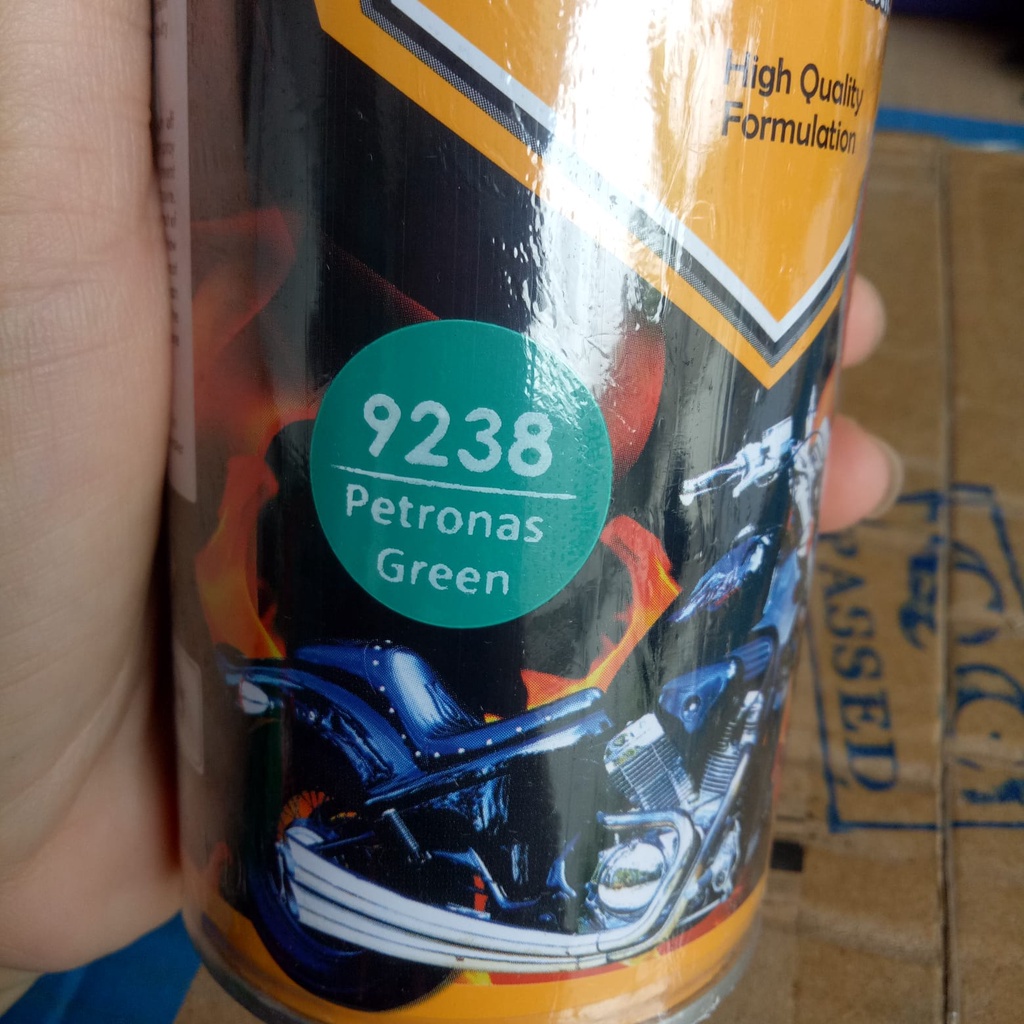 High Quality
Formulation
9238
Petronas
Green
PASSED